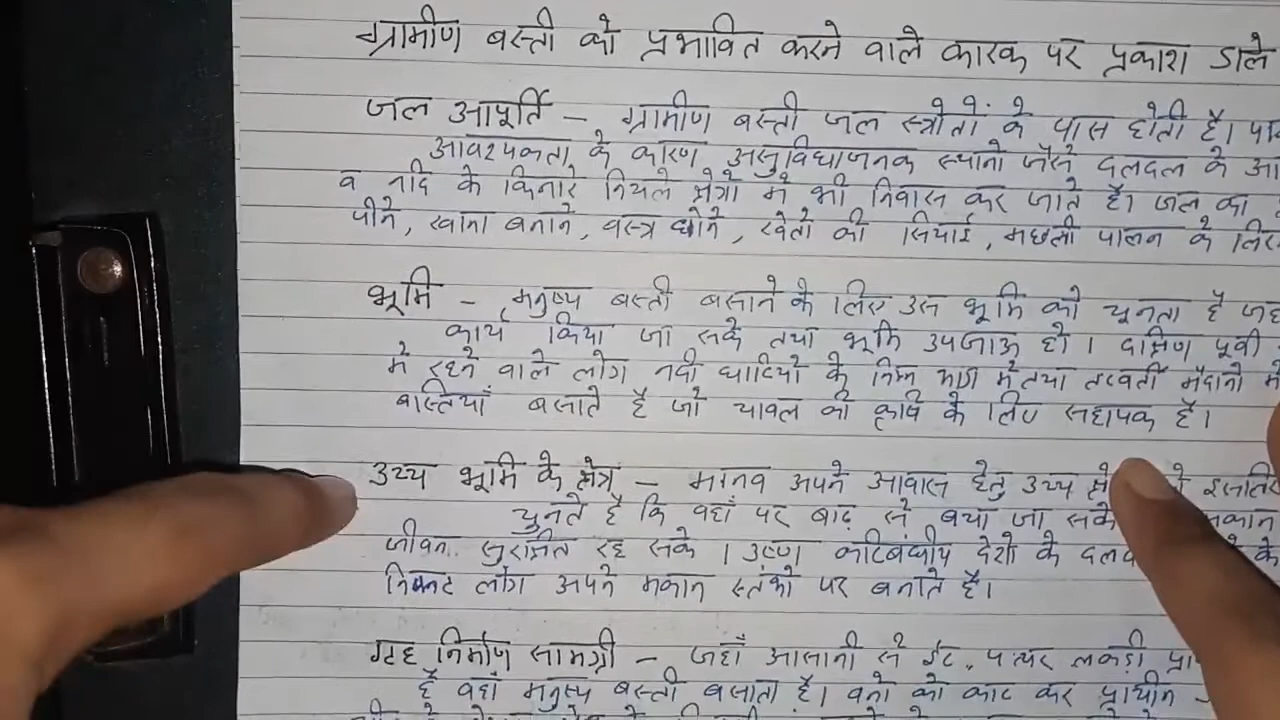 ग्रामीण बस्ती को प्रभावित करने वाले कारक पर प्रकाश डाले
जल आपूर्ति – ग्रामीण बस्ती जल स्त्रोतो के पास होती है।
आवश्यकता के कारण असुविधाजनक स्थानो जैसे दलदल के
व नदि के किनारे निचले क्षेत्रो मे भी निवास कर जाते है। जल का
पीने, खाना बनाने, वस्त्र धोने, खेतो की सिचाई, मछली पालन के
भूमि – मनुष्य बस्ती बसाने के लिए उस भूमि को चूनता है
कार्य किया जा सके तथा भूमि उपजाऊ हो। दक्षिण पूर्वी
मे रहने वाले लोग नदी घाटियो के निम्न भाग में तथा तटवर्ती मैदानो
बास्तियाँ बसाते है जो चावल की कृषि के लिए सहायक है।
उच्च भूमि के क्षेत्र – मानव अपने आवास हेतु उच्च
चुनते है कि वहाँ पर बाढ़ से बचा जा सके
जीवन सुरक्षित रह सके। उष्ण कटिबंधीय देशो के
निकट लोग अपने मकान स्तंभो पर बनाते है।
गृह निर्माण सामग्री – जहाँ आसानी से ईट, पत्थर लकड़ी
है वहाँ मनुष्य बस्ती बसाता है। वनो को काट कर प्राचीन